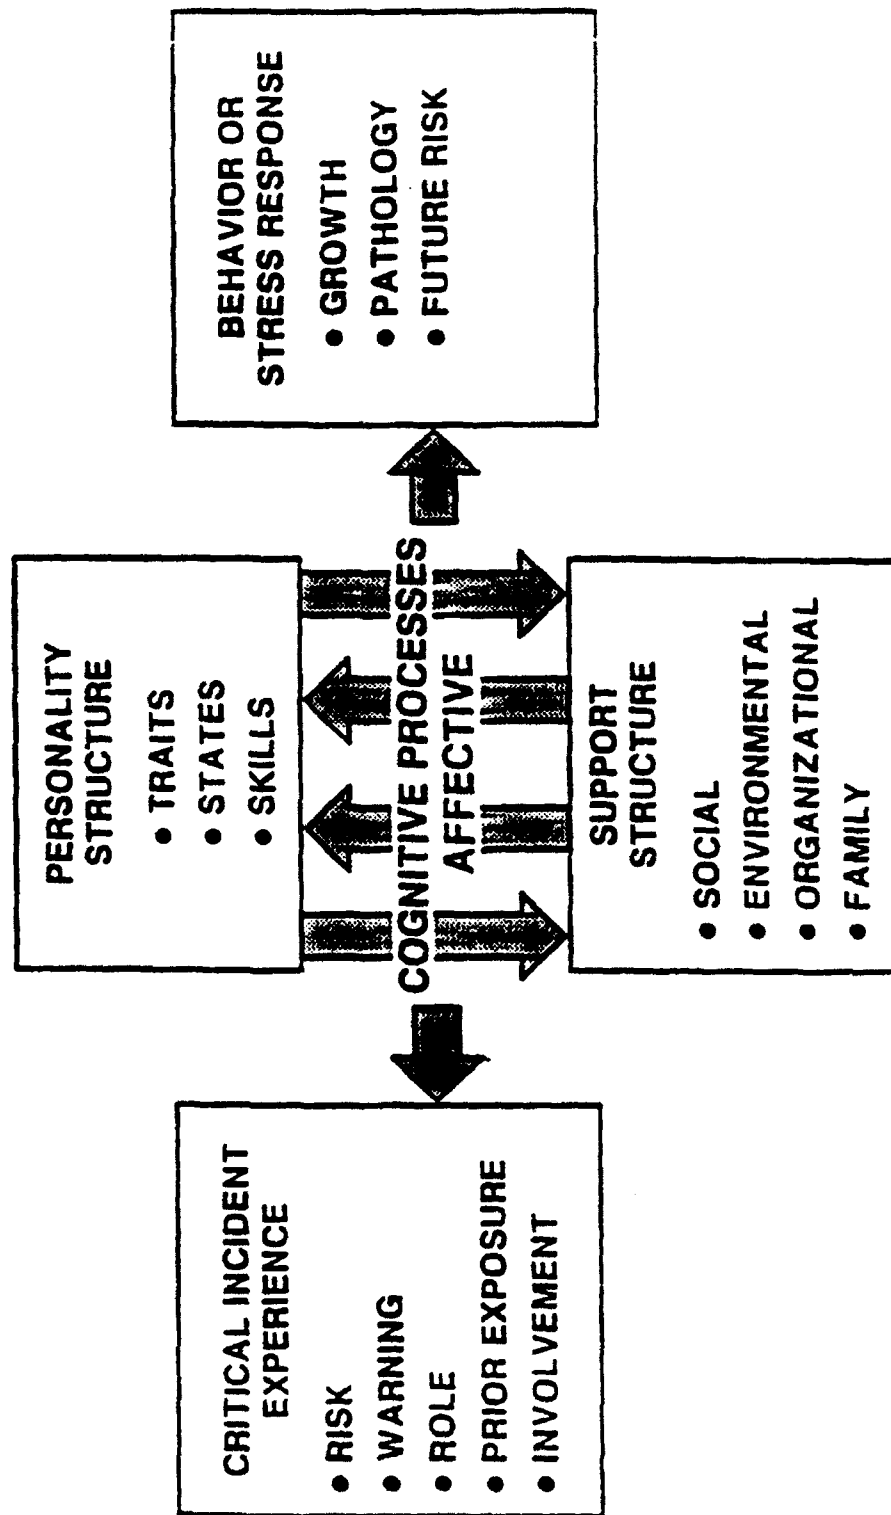 PERSONALITY
STRUCTURE
• TRAITS
• STATES
• SKILLS
CRITICAL INCIDENT
EXPERIENCE
• RISK
• WARNING
• ROLE
• PRIOR EXPOSURE
• INVOLVEMENT
COGNITIVE PROCESSES
AFFECTIVE
BEHAVIOR OR
STRESS RESPONSE
• GROWTH
• PATHOLOGY
• FUTURE RISK
SUPPORT
STRUCTURE
• SOCIAL
• ENVIRONMENTAL
• ORGANIZATIONAL
• FAMILY